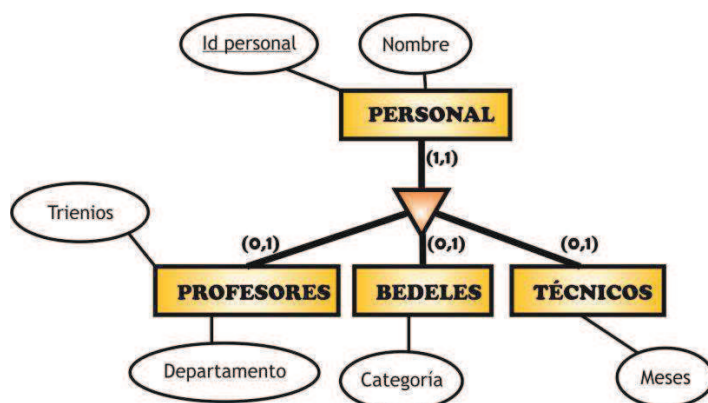 Id personal
Nombre
PERSONAL
(1,1)
Trienios
(0,1)
(0,1)
(0,1)
PROFESORES
BEDELES
TÉCNICOS
Departamento
Categoría
Meses